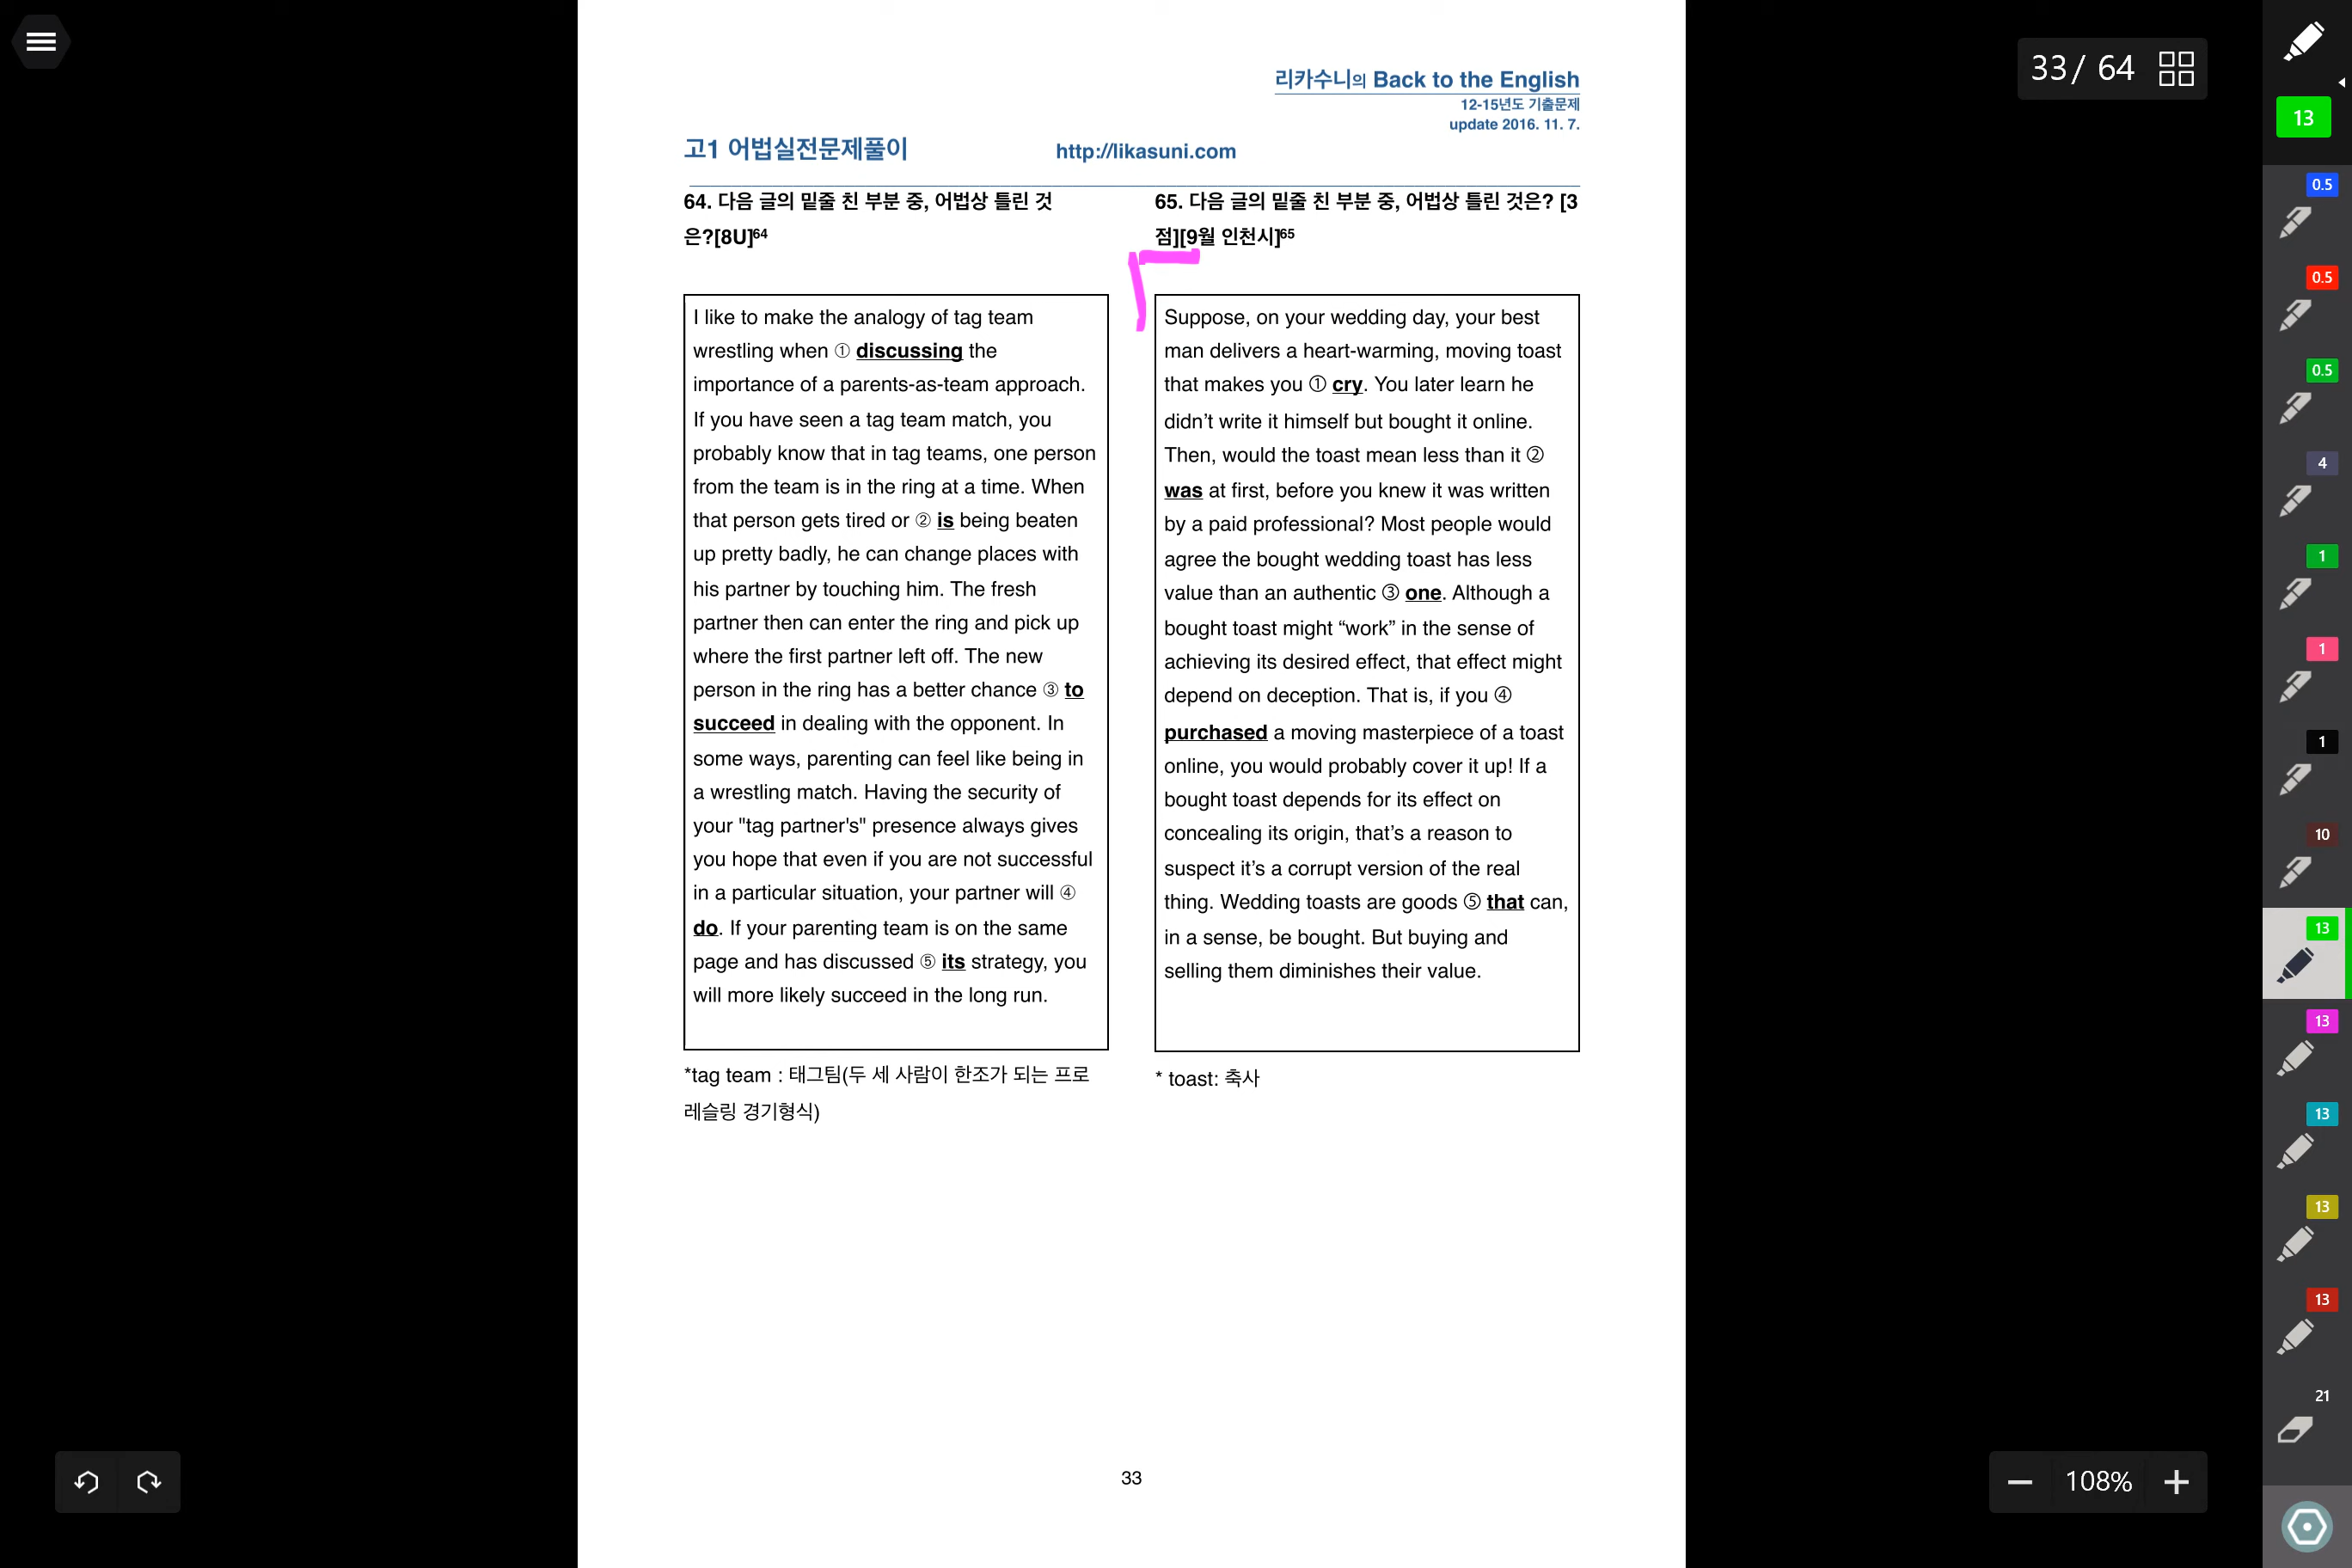 33/ 64
리카수니의 Back to the English
12-15년도 기출문제
update 2016. 11. 7.
고1 어법실전문제풀이
http://likasuni.com
64. 다음 글의 밑줄 친 부분 중, 어법상 틀린 것
은?[8U]64
I like to make the analogy of tag team
wrestling when ① discussing the
importance of a parents-as-team approach.
If you have seen a tag team match, you
probably know that in tag teams, one person
from the team is in the ring at a time. When
that person gets tired or ② is being beaten
up pretty badly, he can change places with
his partner by touching him. The fresh
partner then can enter the ring and pick up
where the first partner left off. The new
person in the ring has a better chance ③ to
succeed in dealing with the opponent. In
some ways, parenting can feel like being in
a wrestling match. Having the security of
your "tag partner's" presence always gives
you hope that even if you are not successful
in a particular situation, your partner will ④
do. If your parenting team is on the same
page and has discussed ⑤ its strategy, you
will more likely succeed in the long run.
*tag team : 태그팀(두 세 사람이 한조가 되는 프로
레슬링 경기형식)
65. 다음 글의 밑줄 친 부분 중, 어법상 틀린 것은? [3
점][9월 인천시]65
Suppose, on your wedding day, your best
man delivers a heart-warming, moving toast
that makes you ① cry. You later learn he
didn’t write it himself but bought it online.
Then, would the toast mean less than it ②
was at first, before you knew it was written
by a paid professional? Most people would
agree the bought wedding toast has less
value than an authentic ③ one. Although a
bought toast might “work” in the sense of
achieving its desired effect, that effect might
depend on deception. That is, if you ④
purchased a moving masterpiece of a toast
online, you would probably cover it up! If a
bought toast depends for its effect on
concealing its origin, that’s a reason to
suspect it’s a corrupt version of the real
thing. Wedding toasts are goods ⑤ that can,
in a sense, be bought. But buying and
selling them diminishes their value.
* toast: 축사
33
108%
13
0.5
0.5
0.5
4
1
1
1
10
13
13
13
13
13
21